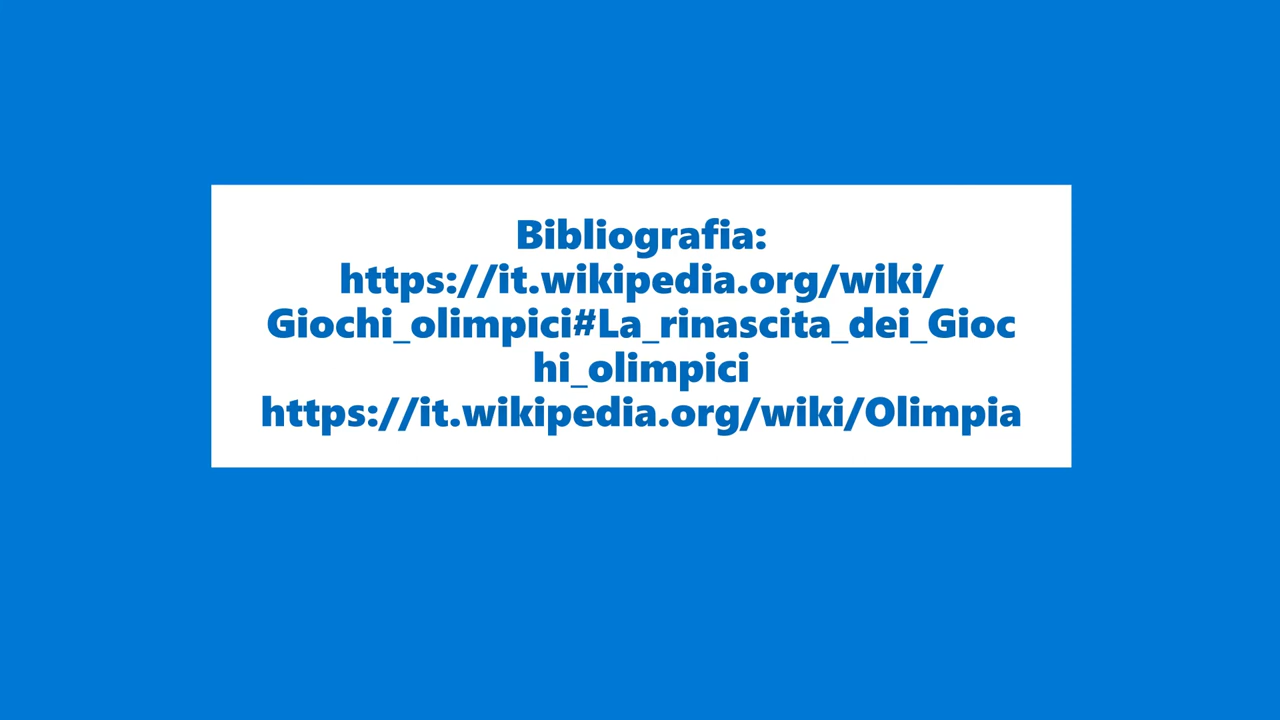 Bibliografia:
https://it.wikipedia.org/wiki/
Giochi_olimpici#La_rinascita_dei_Gioc
hi_olimpici
https://it.wikipedia.org/wiki/Olimpia